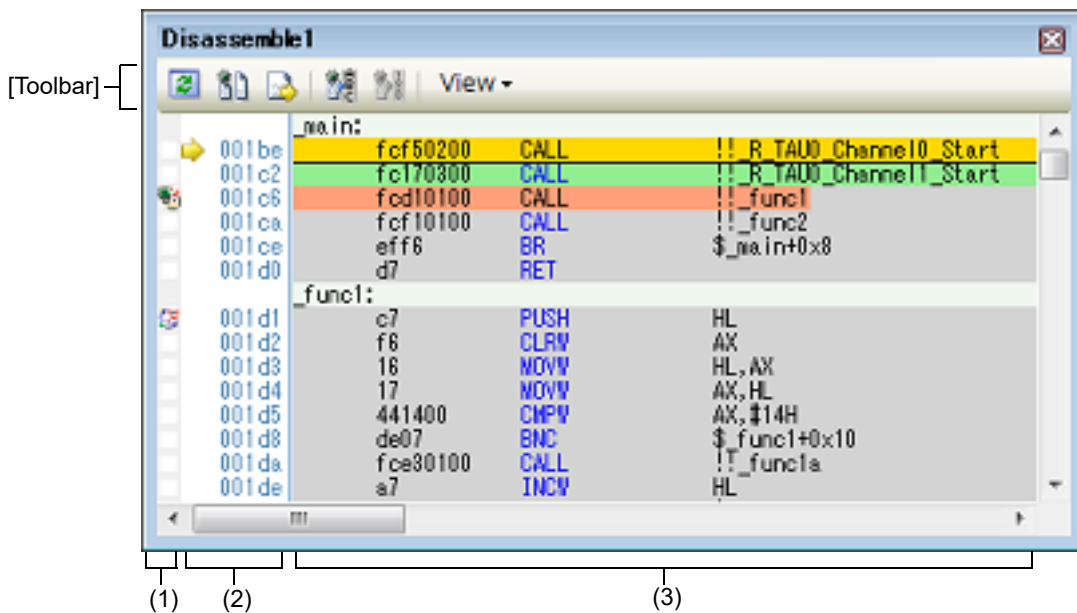 Disassemble1
[Toolbar]
View
_main:
001be fcf50200 CALL !!_R_TAU0_Channel0_Start
001c2 fc170300 CALL !!_R_TAU0_Channel1_Start
001c6 fcd10100 CALL !!_func1
001ca fcf10100 CALL !!_func2
001ce eff6 BR $_main+0x8
001d0 d7 RET
_func1:
001d1 c7 PUSH HL
001d2 f6 CLRW AX
001d3 16 MOVW HL,AX
001d4 17 MOVW AX,HL
001d5 441400 CMPW AX,#14H
001d8 de07 BNC $_func1+0x10
001da fce30100 CALL !!_func1a
001de a7 INCW HL
(1) (2) (3)